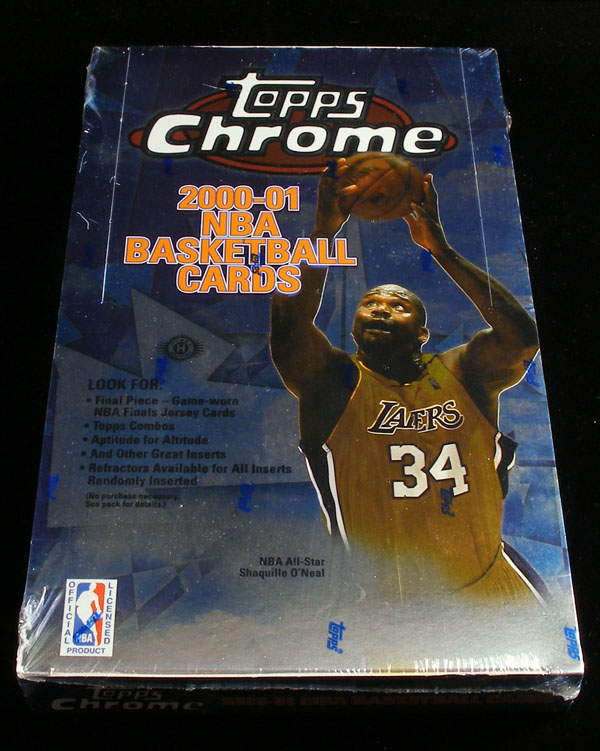 topps
Chrome
2000-01
NBA
BASKETBALL
CARDS
LOOK FOR:
• Final Piece – Game-worn
NBA Finals Jersey Cards
• Topps Combos
• Aptitude for Altitude
• And Other Great Inserts
• Refractors Available for All Inserts
Randomly Inserted
(No purchase necessary.
See pack for details.)
LAKERS
34
NBA All-Star
Shaquille O'Neal
OFFICIAL
LICENSED
NBA
PRODUCT
topps
topps
topps
topps
Chrome
2000-01 NBA BASKETBALL CARDS